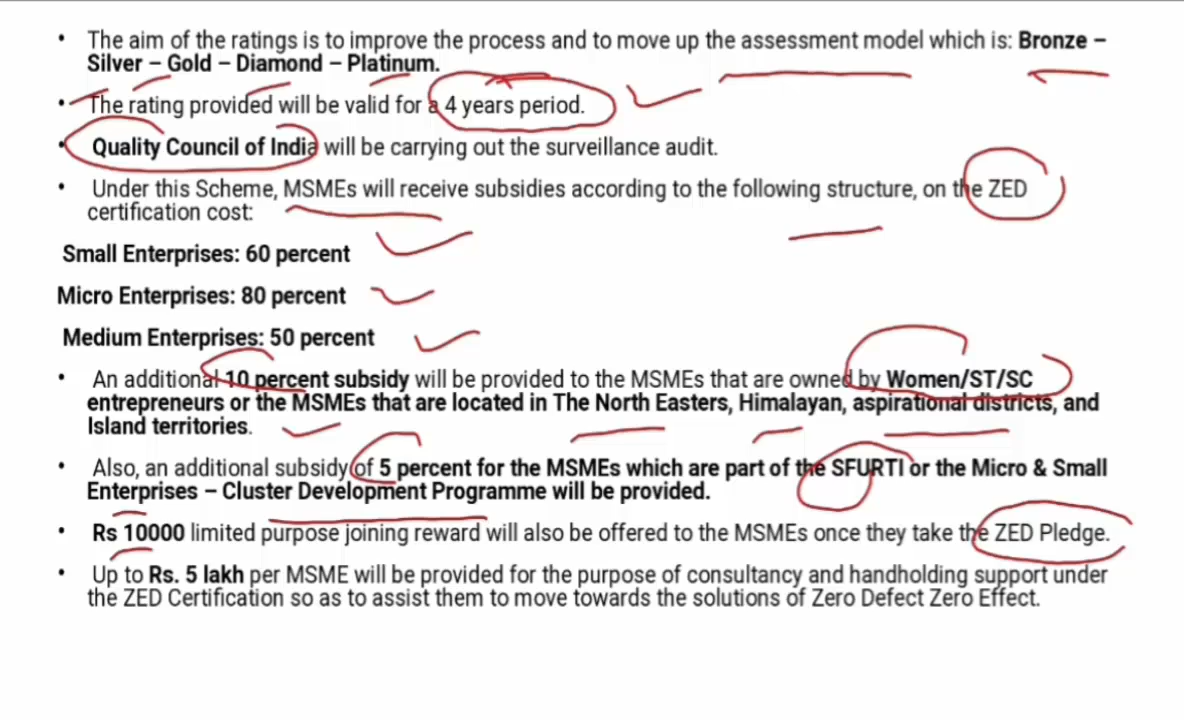 • The aim of the ratings is to improve the process and to move up the assessment model which is: Bronze –
Silver – Gold – Diamond – Platinum.
• The rating provided will be valid for a 4 years period.
• Quality Council of India will be carrying out the surveillance audit.
• Under this Scheme, MSMEs will receive subsidies according to the following structure, on the ZED
certification cost:
Small Enterprises: 60 percent
Micro Enterprises: 80 percent
Medium Enterprises: 50 percent
• An additional 10 percent subsidy will be provided to the MSMEs that are owned by Women/ST/SC
entrepreneurs or the MSMEs that are located in The North Easters, Himalayan, aspirational districts, and
Island territories.
• Also, an additional subsidy of 5 percent for the MSMEs which are part of the SFURTI or the Micro & Small
Enterprises – Cluster Development Programme will be provided.
• Rs 10000 limited purpose joining reward will also be offered to the MSMEs once they take the ZED Pledge.
• Up to Rs. 5 lakh per MSME will be provided for the purpose of consultancy and handholding support under
the ZED Certification so as to assist them to move towards the solutions of Zero Defect Zero Effect.